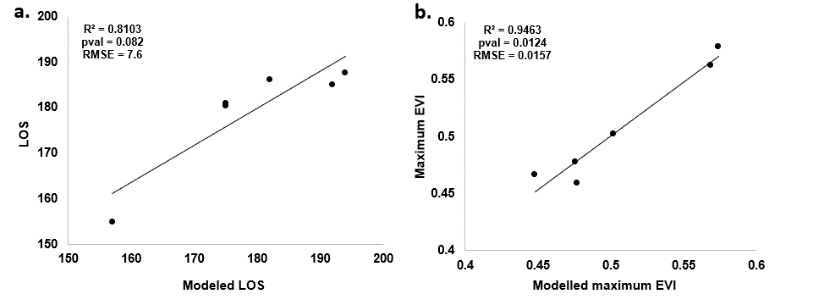 a.
R² = 0.8103
pval = 0.082
RMSE = 7.6
LOS
200
190
180
170
160
150
150 160 170 180 190 200
Modeled LOS
b.
R² = 0.9463
pval = 0.0124
RMSE = 0.0157
Maximum EVI
0.6
0.55
0.5
0.45
0.4
0.4 0.45 0.5 0.55 0.6
Modelled maximum EVI